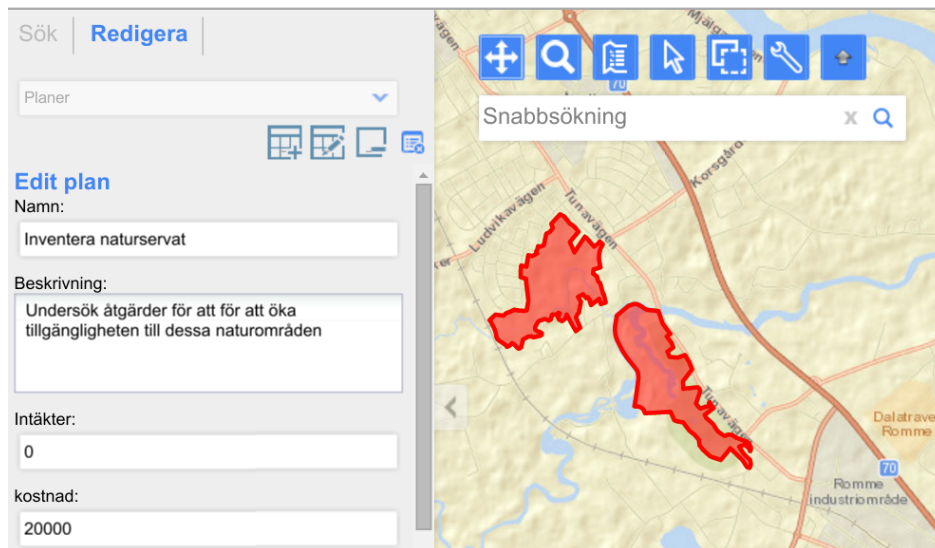 Sök
Redigera
Planer
Edit plan
Namn:
Inventera naturservat
Beskrivning:
Undersök åtgärder för att för att öka
tillgängligheten till dessa naturområden
Intäkter:
0
kostnad:
20000
Snabbsökning
x
70
Korsgård
Ludvikavägen
Tunavägen
Tunavägen
Dalatrave
Romme
70
Romme
industriområde